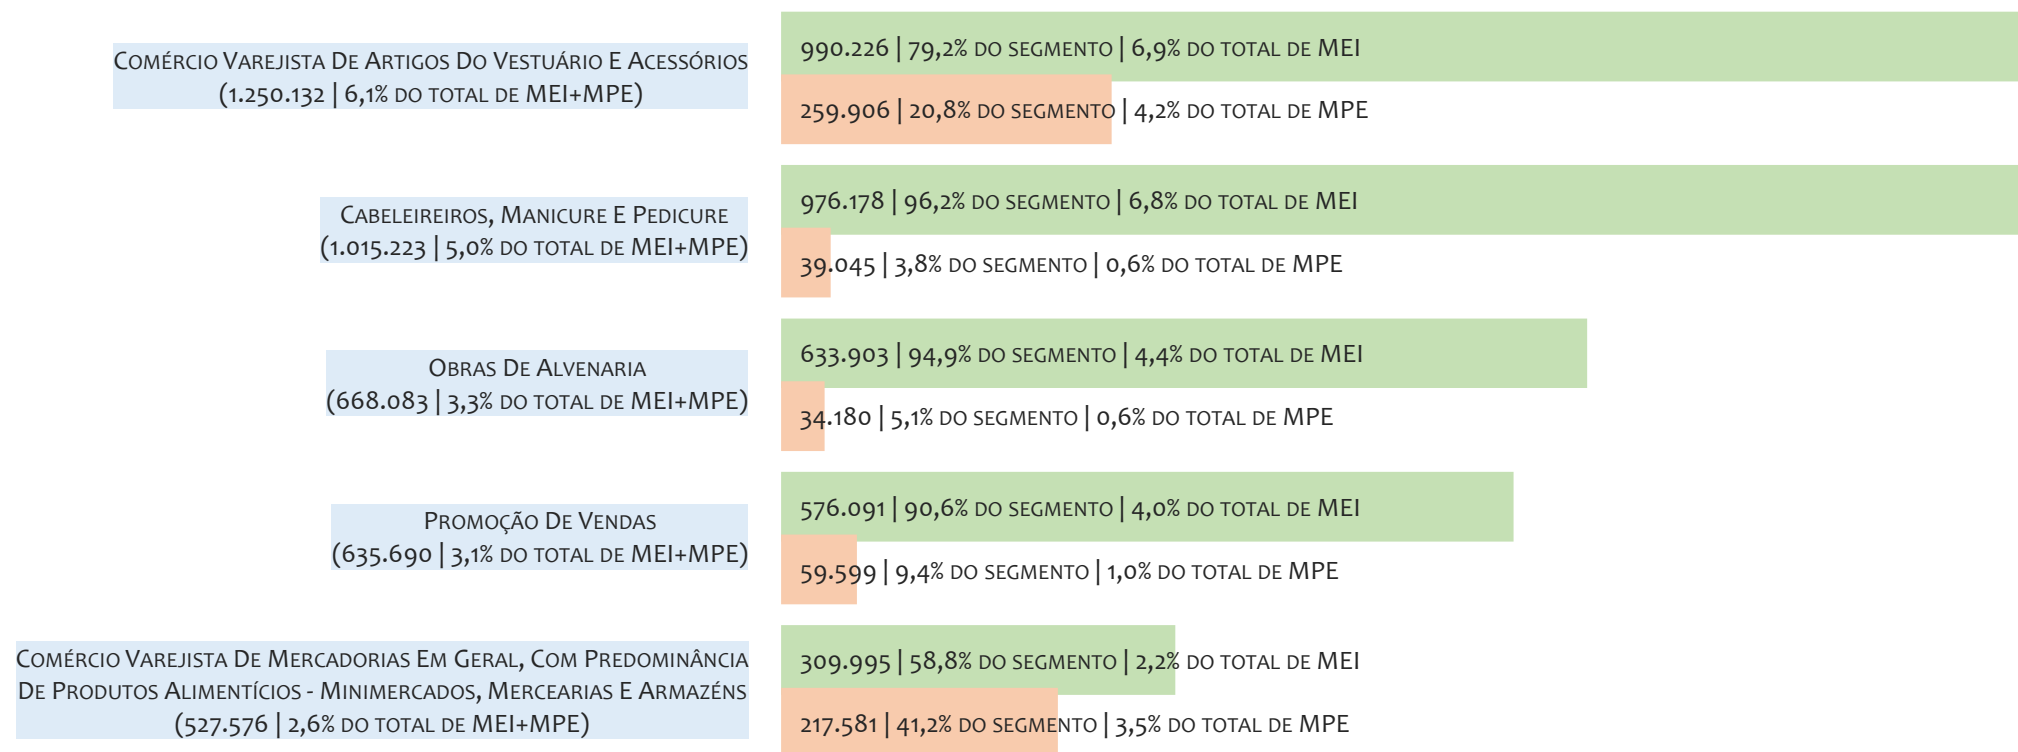 Comércio Varejista De Artigos Do Vestuário E Acessórios
(1.250.132 | 6,1% do total de MEI+MPE)
990.226 | 79,2% do segmento | 6,9% do total de MEI
259.906 | 20,8% do segmento | 4,2% do total de MPE
Cabeleireiros, Manicure E Pedicure
(1.015.223 | 5,0% do total de MEI+MPE)
976.178 | 96,2% do segmento | 6,8% do total de MEI
39.045 | 3,8% do segmento | 0,6% do total de MPE
Obras De Alvenaria
(668.083 | 3,3% do total de MEI+MPE)
633.903 | 94,9% do segmento | 4,4% do total de MEI
34.180 | 5,1% do segmento | 0,6% do total de MPE
Promoção De Vendas
(635.690 | 3,1% do total de MEI+MPE)
576.091 | 90,6% do segmento | 4,0% do total de MEI
59.599 | 9,4% do segmento | 1,0% do total de MPE
Comércio Varejista De Mercadorias Em Geral, Com Predominância
De Produtos Alimentícios - Minimercados, Mercearias E Armazéns
(527.576 | 2,6% do total de MEI+MPE)
309.995 | 58,8% do segmento | 2,2% do total de MEI
217.581 | 41,2% do segmento | 3,5% do total de MPE